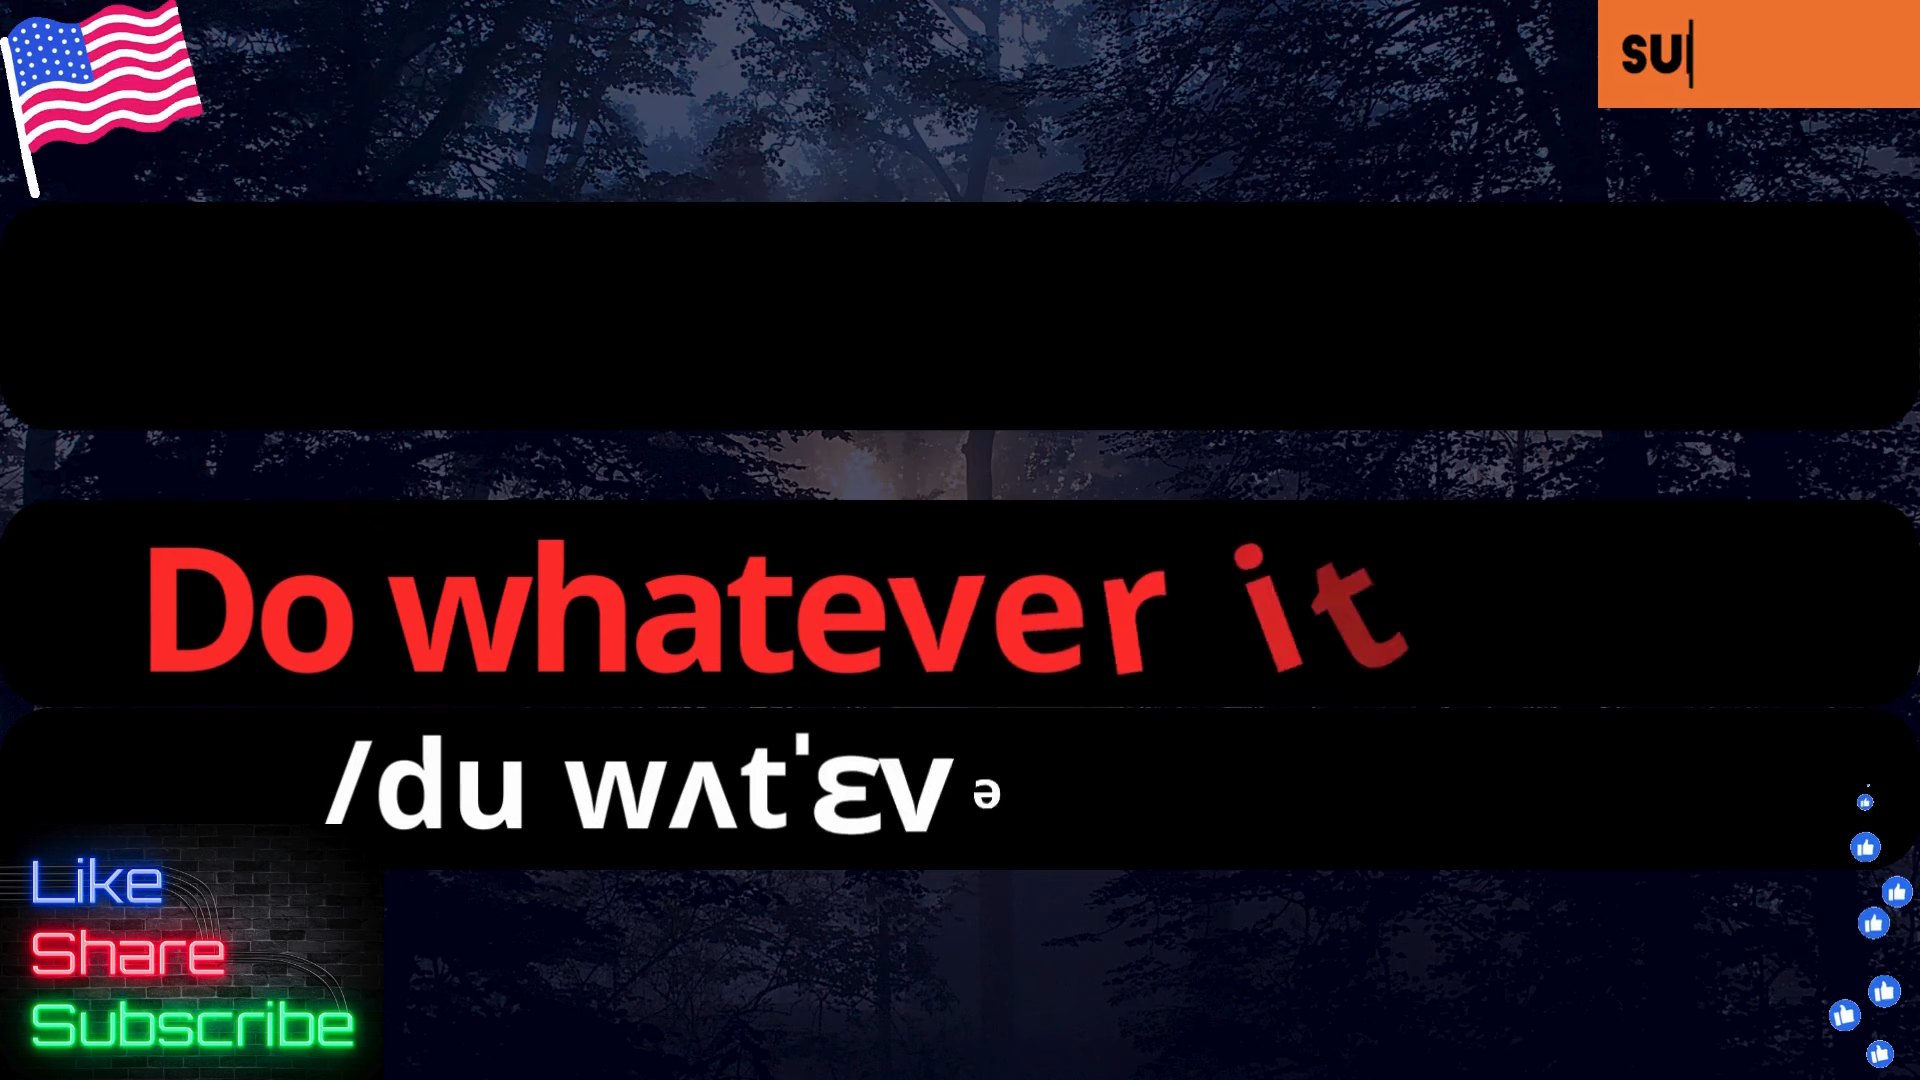 SU
Do whatever it
/du wʌtˈɛvə
Like
Share
Subscribe